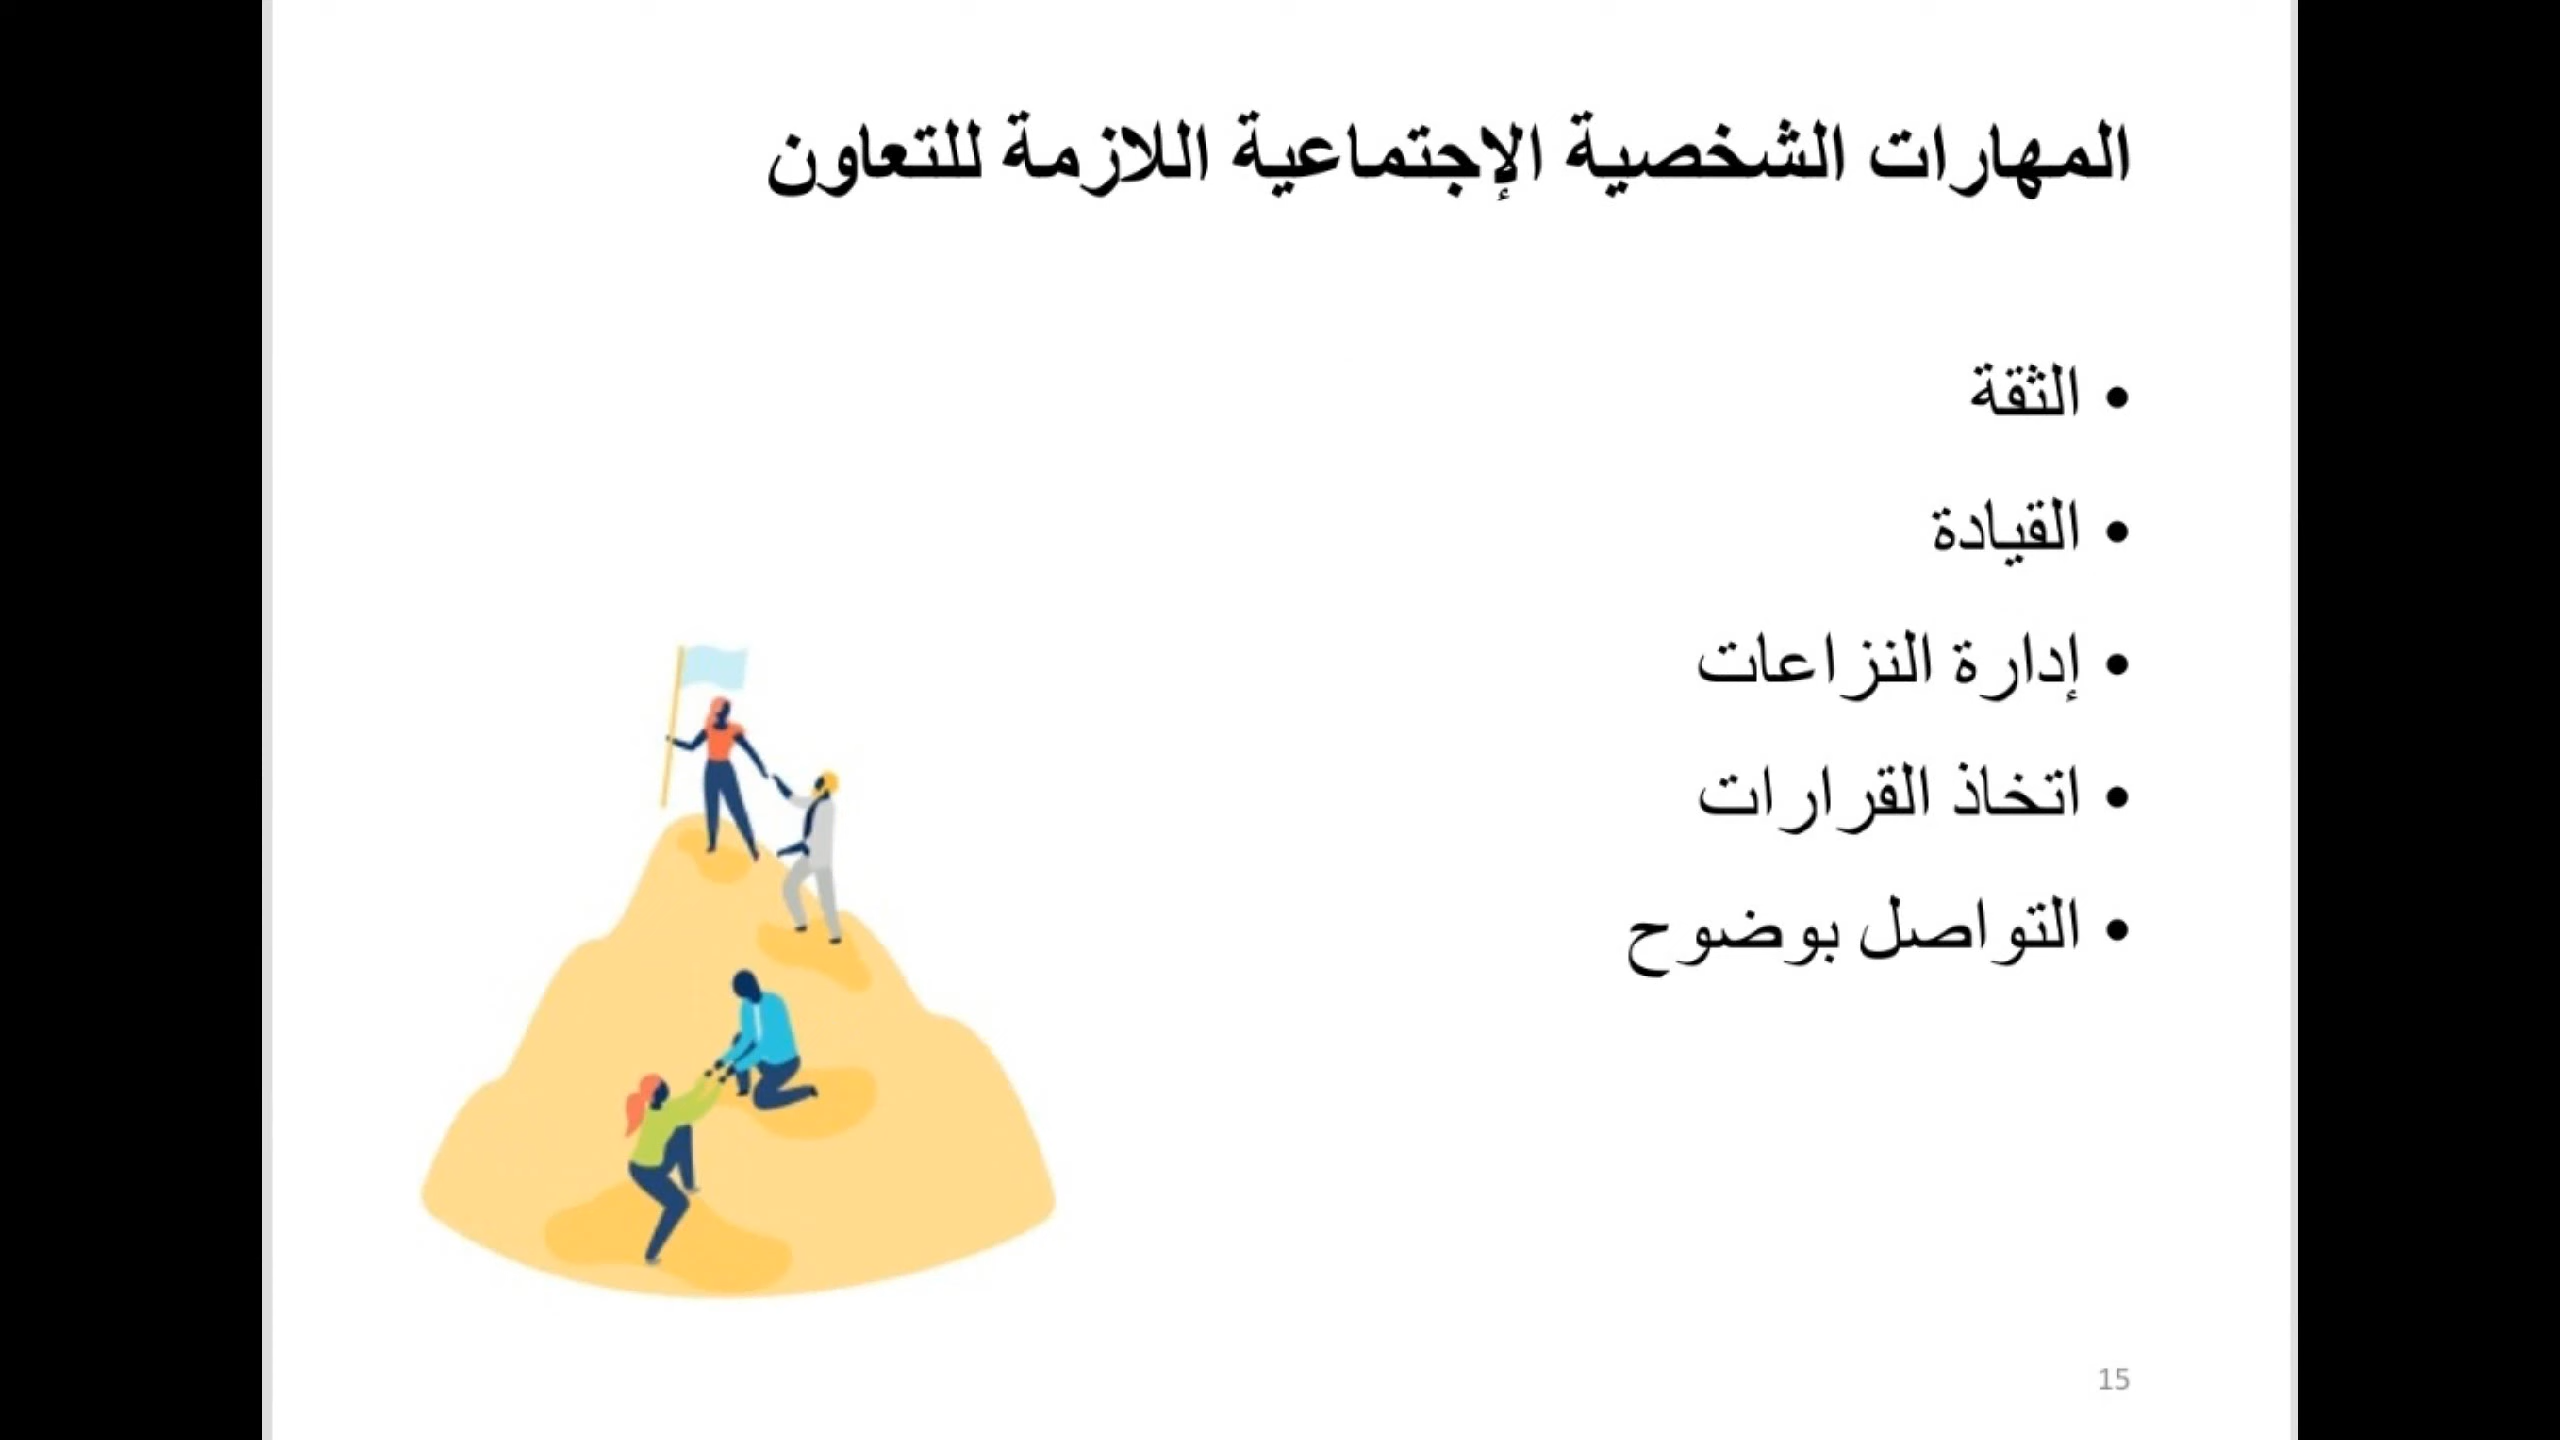 المهارات الشخصية الإجتماعية اللازمة للتعاون
• الثقة
• القيادة
• إدارة النزاعات
• اتخاذ القرارات
• التواصل بوضوح
15